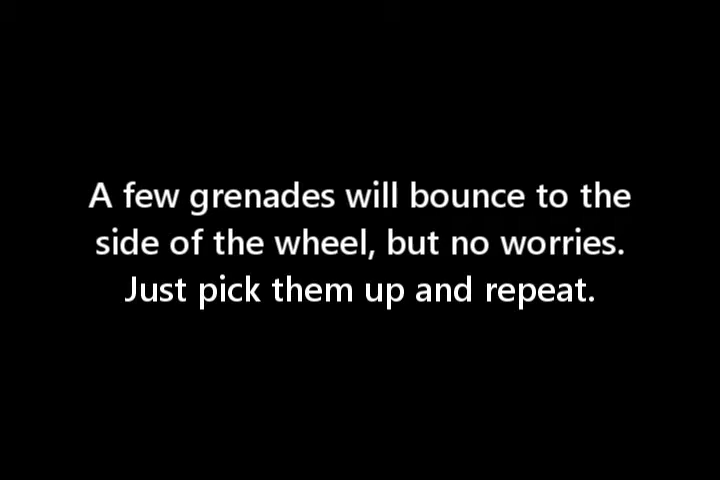 A few grenades will bounce to the
side of the wheel, but no worries.
Just pick them up and repeat.